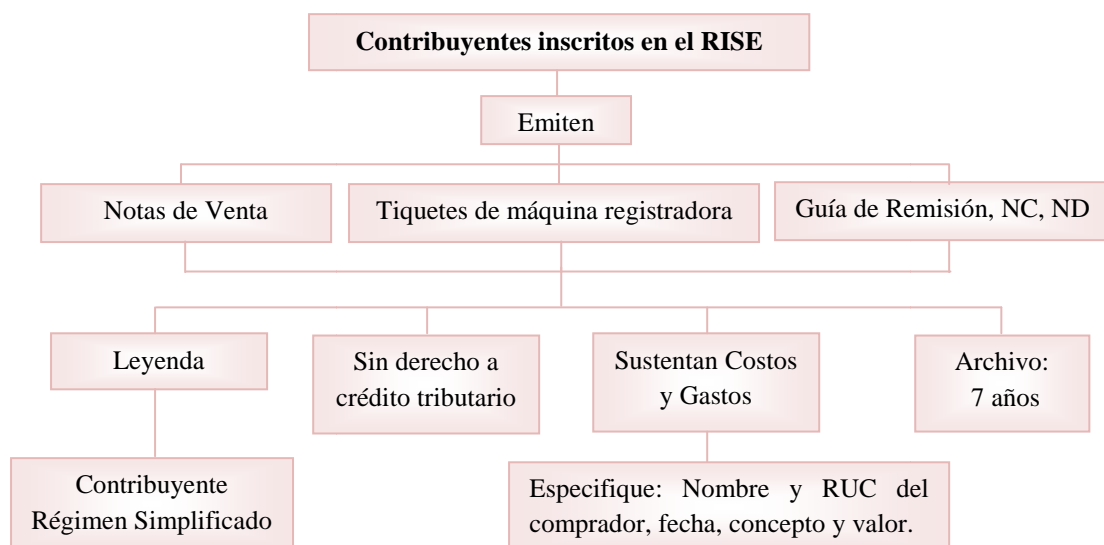 Contribuyentes inscritos en el RISE
Emiten
Notas de Venta
Tiquetes de máquina registradora
Guía de Remisión, NC, ND
Leyenda
Sin derecho a
crédito tributario
Sustentan Costos
y Gastos
Archivo:
7 años
Contribuyente
Régimen Simplificado
Especifique: Nombre y RUC del
comprador, fecha, concepto y valor.